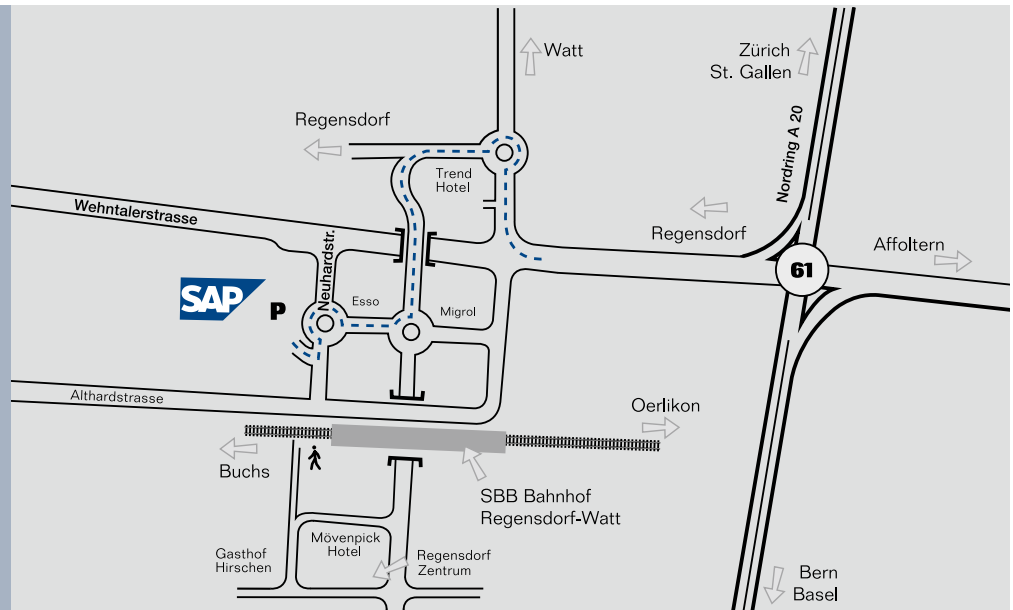 Watt
Zürich
St. Gallen
Regensdorf
Nordring A 20
Trend
Hotel
Wehntalerstrasse
Neuhardstr.
Regensdorf
Affoltern
61
SAP
P
Esso
Migrol
Althardstrasse
Oerlikon
Buchs
SBB Bahnhof
Regensdorf-Watt
Mövenpick
Hotel
Gasthof
Hirschen
Regensdorf
Zentrum
Bern
Basel